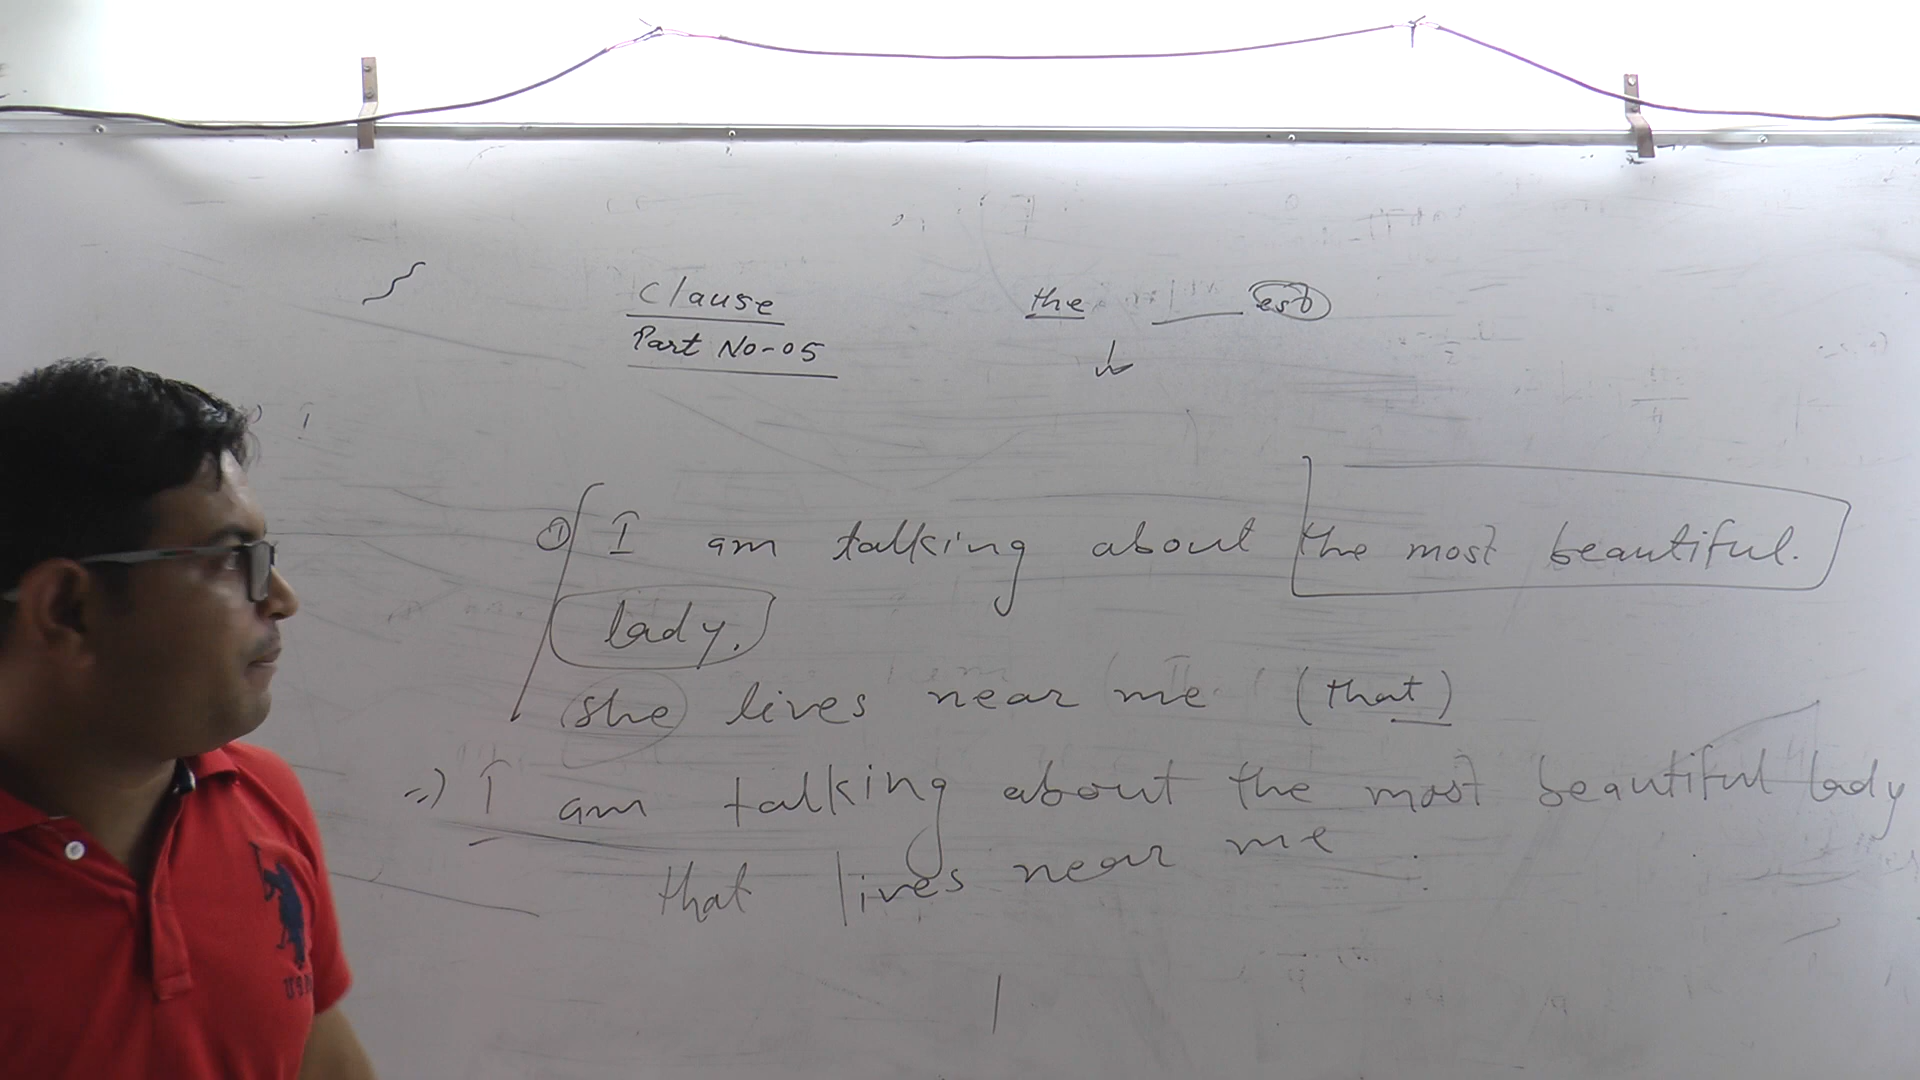 Clause
Part No-05
the ____ est
① I am talking about the most beautiful.
lady.
She lives near me (that)
=) I am talking about the most beautiful lady
that lives near me.